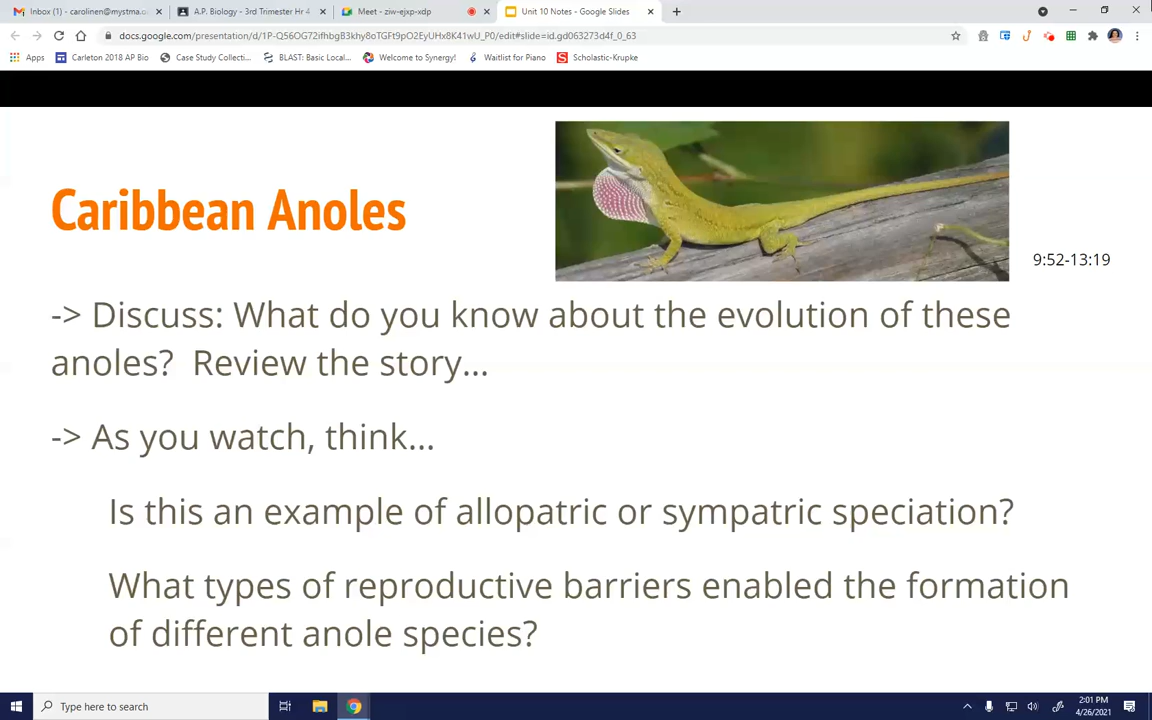 Inbox (1) - carolinen@mystma.c
A.P. Biology - 3rd Trimester Hr 4
Meet - ziw-ejxp-xdp
Unit 10 Notes - Google Slides
docs.google.com/presentation/d/1P-Q56OG72ifhbgB3khy8oTGFt9pO2EyUHx8K41wU_P0/edit#slide=id.gd063273d4f_0_63
Apps
Carleton 2018 AP Bio
Case Study Collecti...
BLAST: Basic Local...
Welcome to Synergy!
Waitlist for Piano
Scholastic-Krupke
Caribbean Anoles
9:52-13:19
-> Discuss: What do you know about the evolution of these
anoles?  Review the story...
-> As you watch, think...
Is this an example of allopatric or sympatric speciation?
What types of reproductive barriers enabled the formation
of different anole species?
Type here to search
2:01 PM
4/26/2021